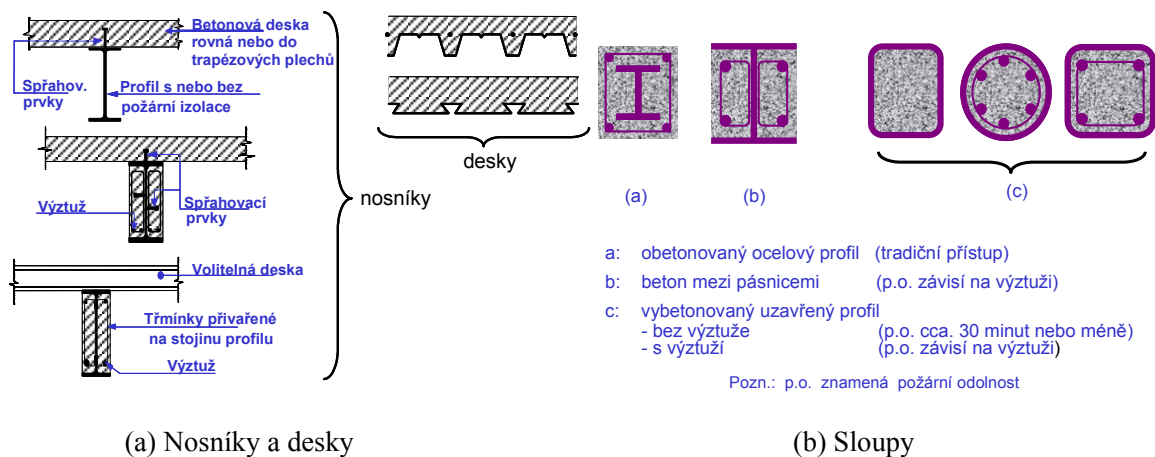 Betonová deska
rovná nebo do
trapézových plechů
Spřahov.
prvky
Profil s nebo bez
požární izolace
Výztuž
Spřahovací
prvky
Volitelná deska
Třmínky přivařené
na stojinu profilu
Výztuž
nosníky
desky
(a)
(b)
(c)
a: obetonovaný ocelový profil (tradiční přístup)
b: beton mezi pásnicemi (p.o. závisí na výztuži)
c: vybetonovaný uzavřený profil
- bez výztuže (p.o. cca. 30 minut nebo méně)
- s výztuží (p.o. závisí na výztuži)
Pozn.: p.o. znamená požární odolnost
(a) Nosníky a desky
(b) Sloupy